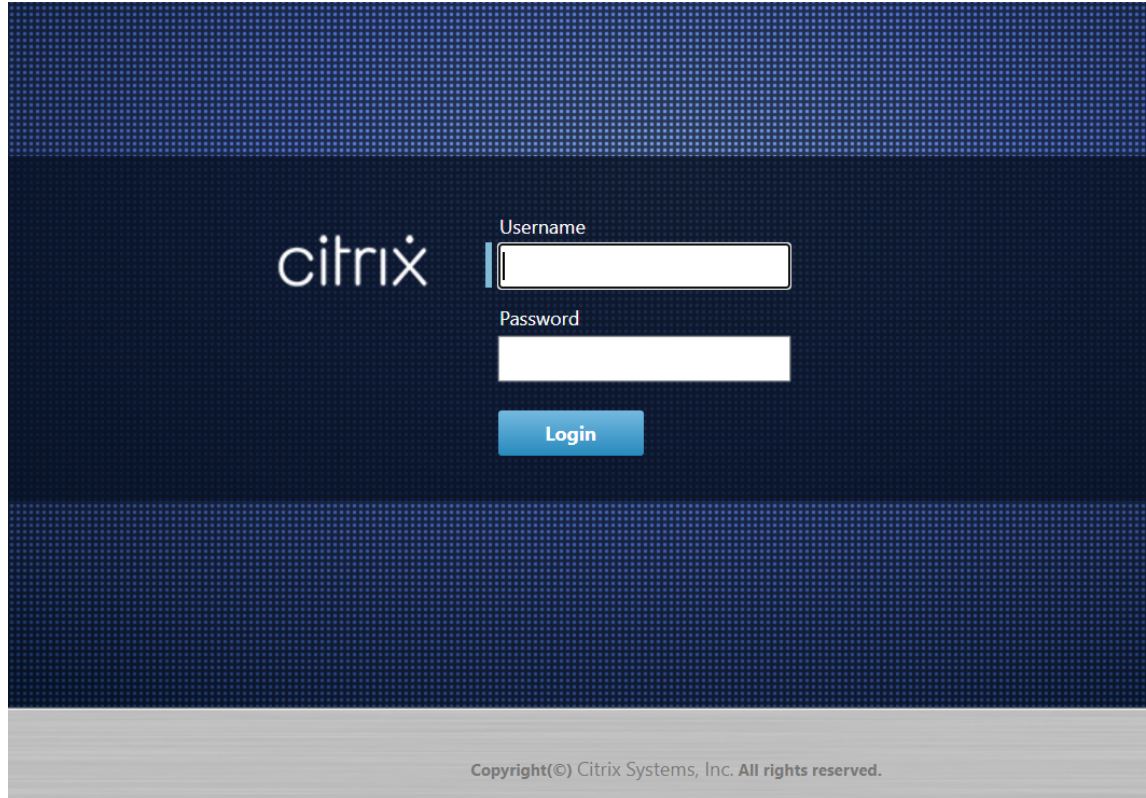 Username
citrix
Password
Login
Copyright(©) Citrix Systems, Inc. All rights reserved.